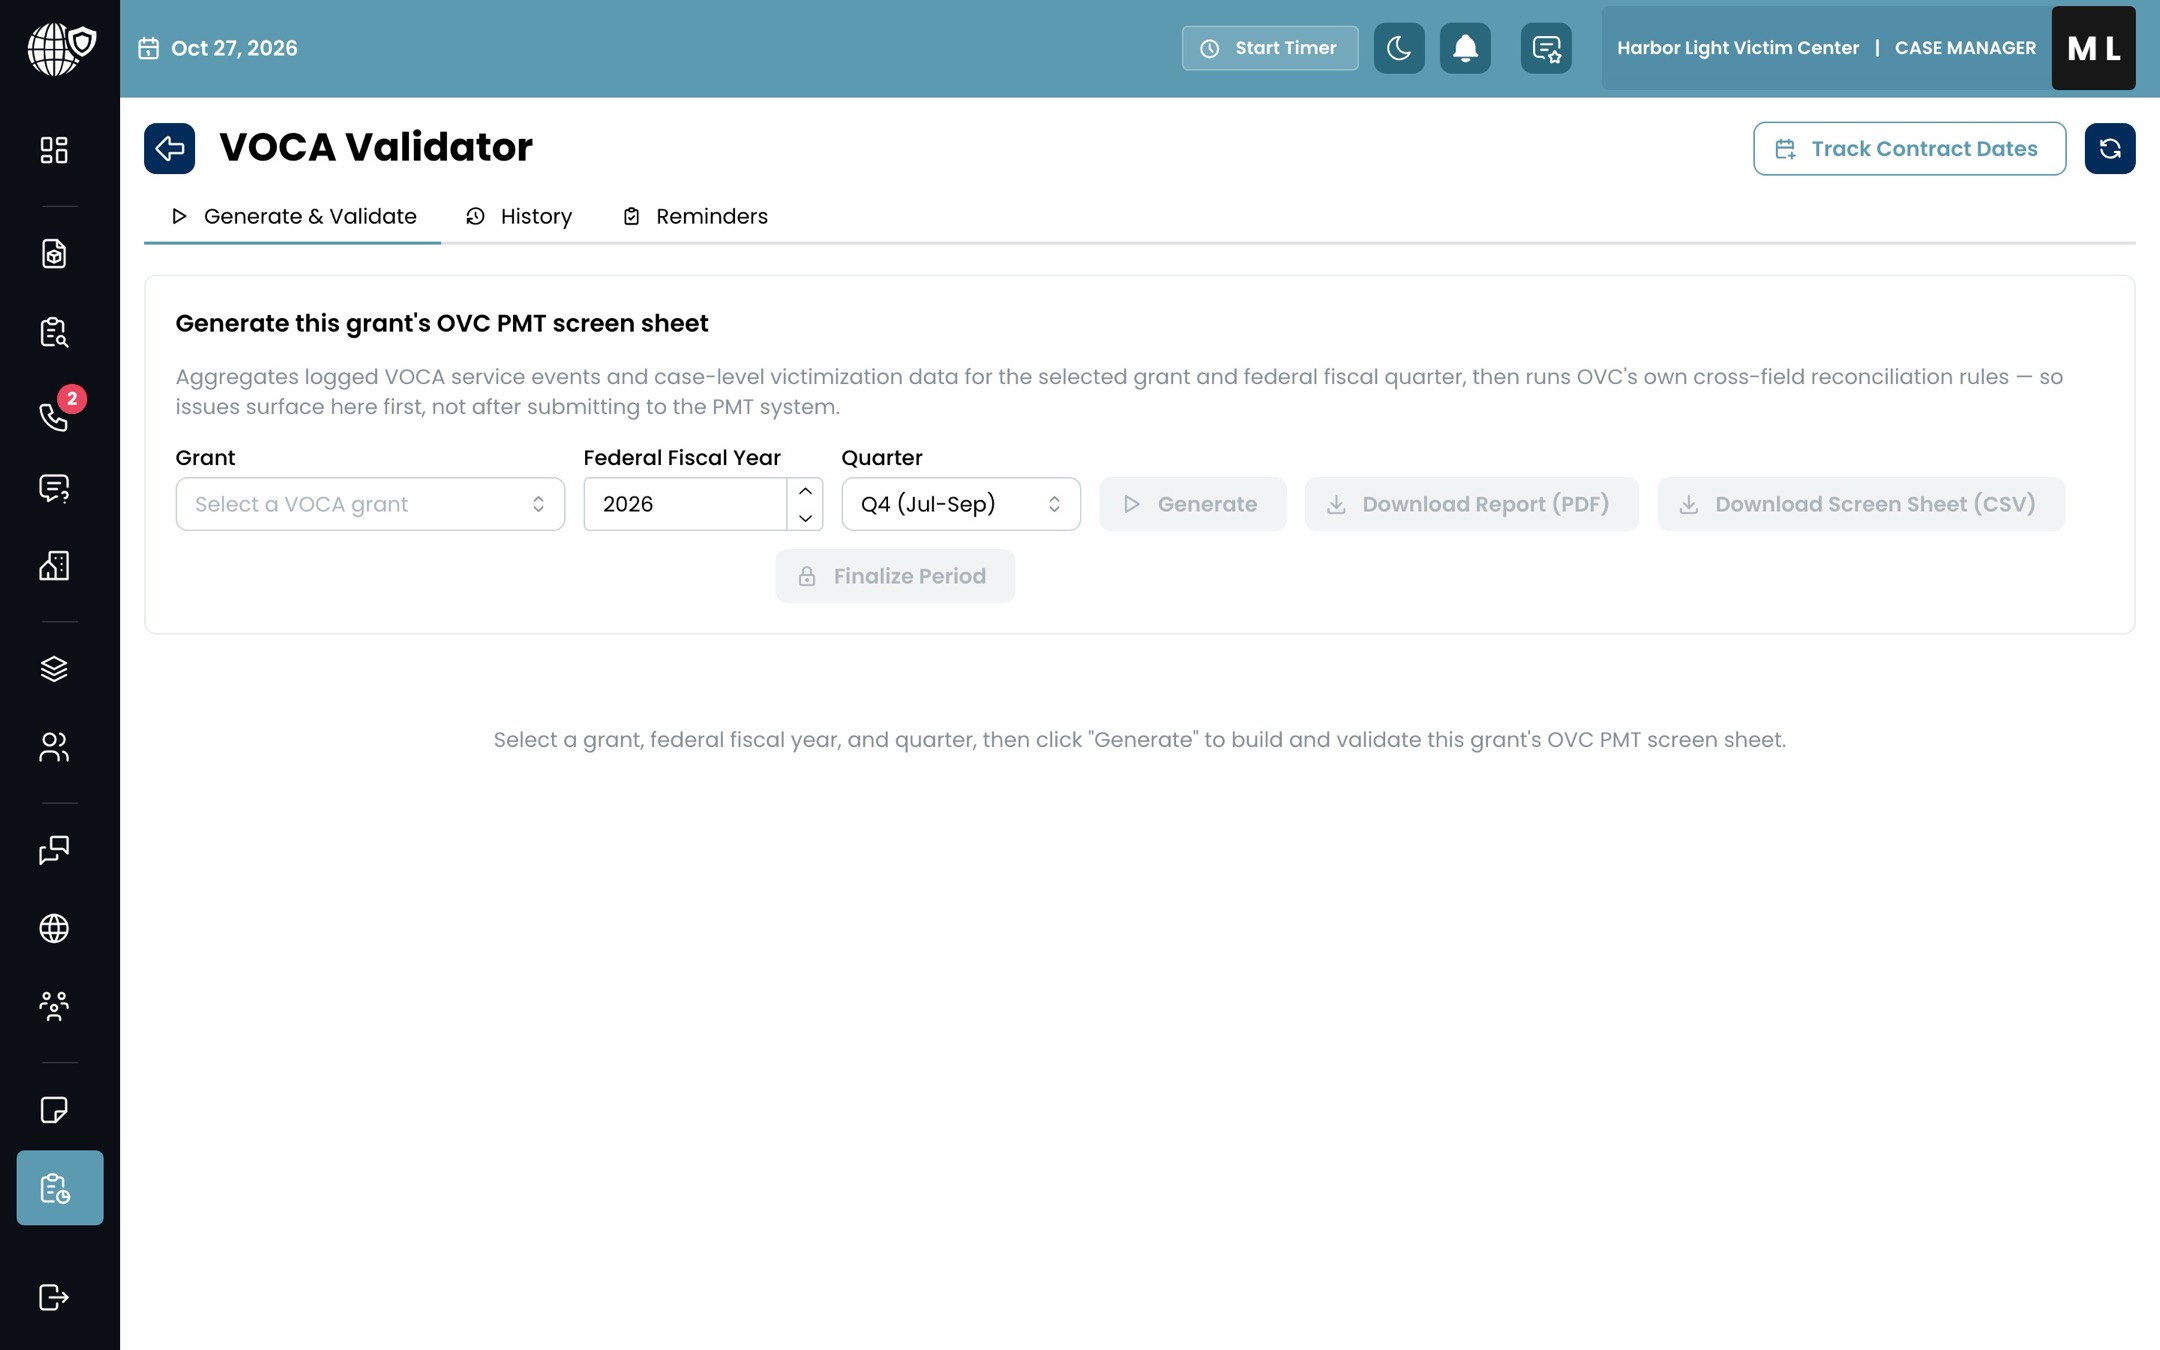 Oct 27, 2026
Start Timer
Harbor Light Victim Center | CASE MANAGER
M L
VOCA Validator
Track Contract Dates
Generate & Validate
History
Reminders
2
Generate this grant's OVC PMT screen sheet
Aggregates logged VOCA service events and case-level victimization data for the selected grant and federal fiscal quarter, then runs OVC's own cross-field reconciliation rules — so
issues surface here first, not after submitting to the PMT system.
Grant
Federal Fiscal Year
Quarter
Select a VOCA grant
2026
Q4 (Jul-Sep)
Generate
Download Report (PDF)
Download Screen Sheet (CSV)
Finalize Period
Select a grant, federal fiscal year, and quarter, then click "Generate" to build and validate this grant's OVC PMT screen sheet.